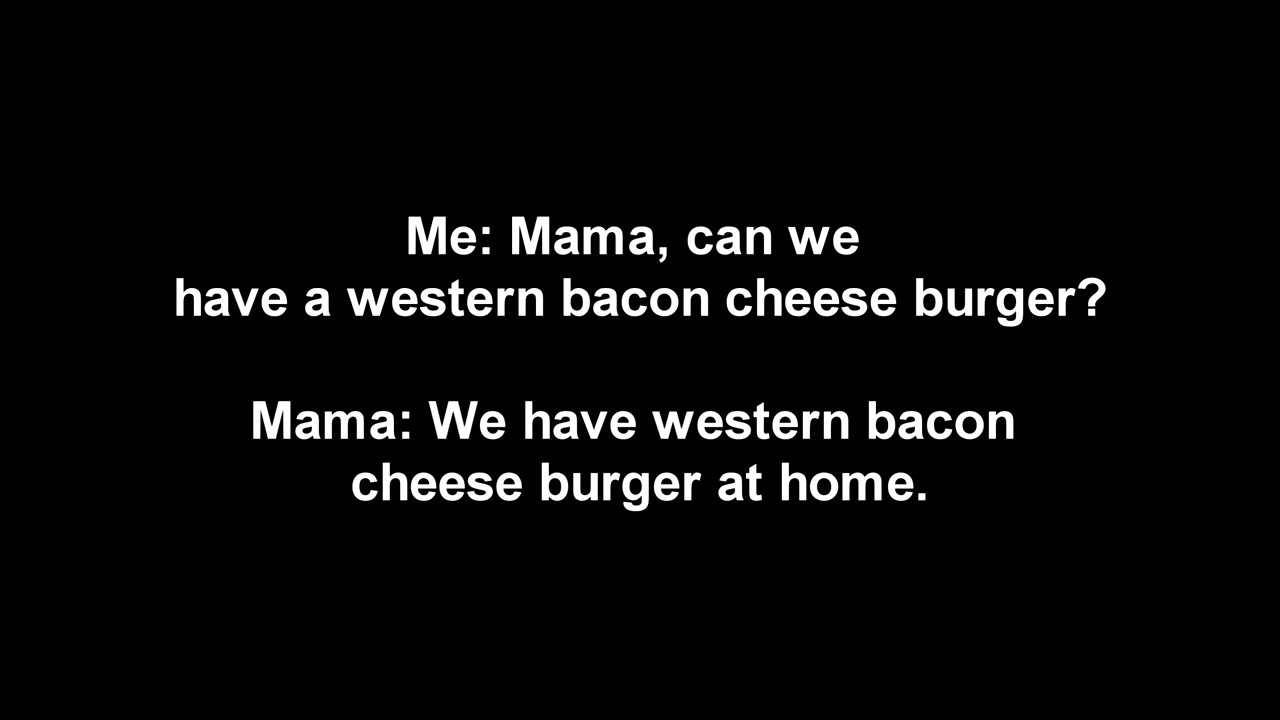 Me: Mama, can we
have a western bacon cheese burger?
Mama: We have western bacon
cheese burger at home.